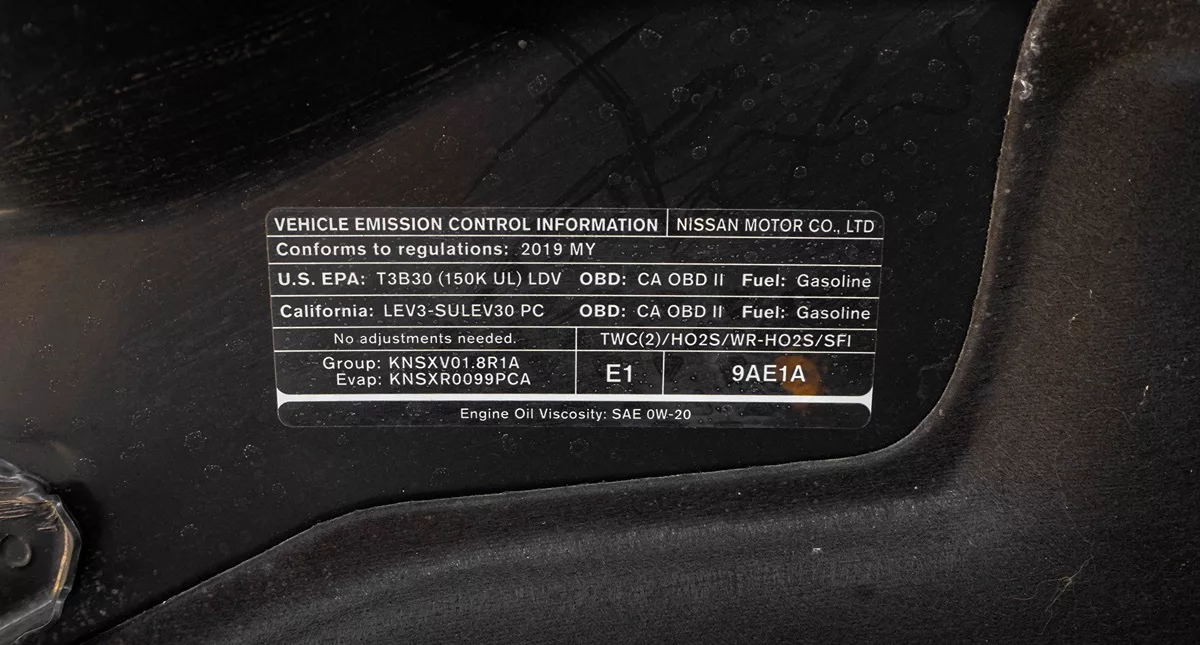 VEHICLE EMISSION CONTROL INFORMATION NISSAN MOTOR CO., LTD
Conforms to regulations: 2019 MY
U.S. EPA: T3B30 (150K UL) LDV OBD: CA OBD II Fuel: Gasoline
California: LEV3-SULEV30 PC OBD: CA OBD II Fuel: Gasoline
No adjustments needed. TWC(2)/HO2S/WR-HO2S/SFI
Group: KNSXV01.8R1A
Evap: KNSXR0099PCA
E1 9AE1A
Engine Oil Viscosity: SAE 0W-20